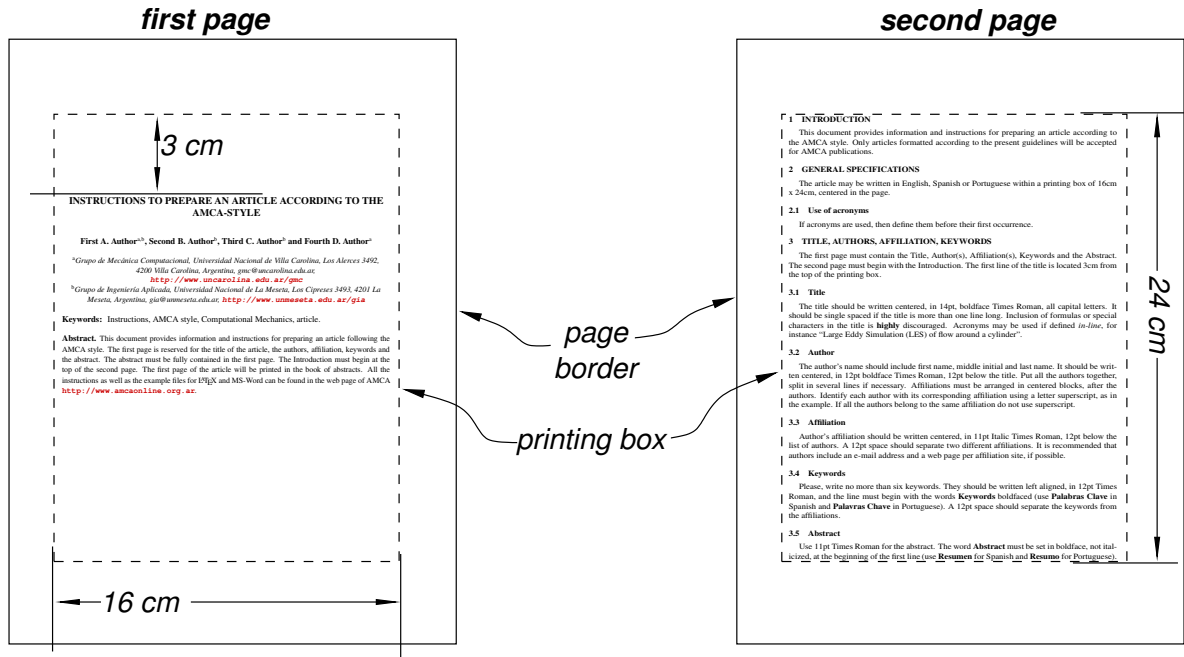 first page
3 cm
INSTRUCTIONS TO PREPARE AN ARTICLE ACCORDING TO THE
AMCA-STYLE
First A. Author^a,b, Second B. Author^b, Third C. Author^b and Fourth D. Author^a
^aGrupo de Mecánica Computacional, Universidad Nacional de Villa Carolina, Los Alerces 3492,
4200 Villa Carolina, Argentina, gmc@uncarolina.edu.ar,
http://www.uncarolina.edu.ar/gmc
^bGrupo de Ingeniería Aplicada, Universidad Nacional de La Meseta, Los Cipreses 3493, 4201 La
Meseta, Argentina, gia@unmeseta.edu.ar, http://www.unmeseta.edu.ar/gia
Keywords: Instructions, AMCA style, Computational Mechanics, article.
Abstract. This document provides information and instructions for preparing an article following the
AMCA style. The first page is reserved for the title of the article, the authors, affiliation, keywords and
the abstract. The abstract must be fully contained in the first page. The Introduction must begin at the
top of the second page. The first page of the article will be printed in the book of abstracts. All the
instructions as well as the example files for LATEX and MS-Word can be found in the web page of AMCA
http://www.amcaonline.org.ar.
16 cm
page
border
printing box
second page
1 INTRODUCTION
This document provides information and instructions for preparing an article according to
the AMCA style. Only articles formatted according to the present guidelines will be accepted
for AMCA publications.
2 GENERAL SPECIFICATIONS
The article may be written in English, Spanish or Portuguese within a printing box of 16cm
x 24cm, centered in the page.
2.1 Use of acronyms
If acronyms are used, then define them before their first occurrence.
3 TITLE, AUTHORS, AFFILIATION, KEYWORDS
The first page must contain the Title, Author(s), Affiliation(s), Keywords and the Abstract.
The second page must begin with the Introduction. The first line of the title is located 3cm from
the top of the printing box.
3.1 Title
The title should be written centered, in 14pt, boldface Times Roman, all capital letters. It
should be single spaced if the title is more than one line long. Inclusion of formulas or special
characters in the title is highly discouraged. Acronyms may be used if defined in-line, for
instance “Large Eddy Simulation (LES) of flow around a cylinder”.
3.2 Author
The author's name should include first name, middle initial and last name. It should be writ-
ten centered, in 12pt boldface Times Roman, 12pt below the title. Put all the authors together,
split in several lines if necessary. Affiliations must be arranged in centered blocks, after the
authors. Identify each author with its corresponding affiliation using a letter superscript, as in
the example. If all the authors belong to the same affiliation do not use superscript.
3.3 Affiliation
Author's affiliation should be written centered, in 11pt Italic Times Roman, 12pt below the
list of authors. A 12pt space should separate two different affiliations. It is recommended that
authors include an e-mail address and a web page per affiliation site, if possible.
3.4 Keywords
Please, write no more than six keywords. They should be written left aligned, in 12pt Times
Roman, and the line must begin with the words Keywords boldfaced (use Palabras Clave in
Spanish and Palavras Chave in Portuguese). A 12pt space should separate the keywords from
the affiliations.
3.5 Abstract
Use 11pt Times Roman for the abstract. The word Abstract must be set in boldface, not ital-
icized, at the beginning of the first line (use Resumen for Spanish and Resumo for Portuguese).
24 cm